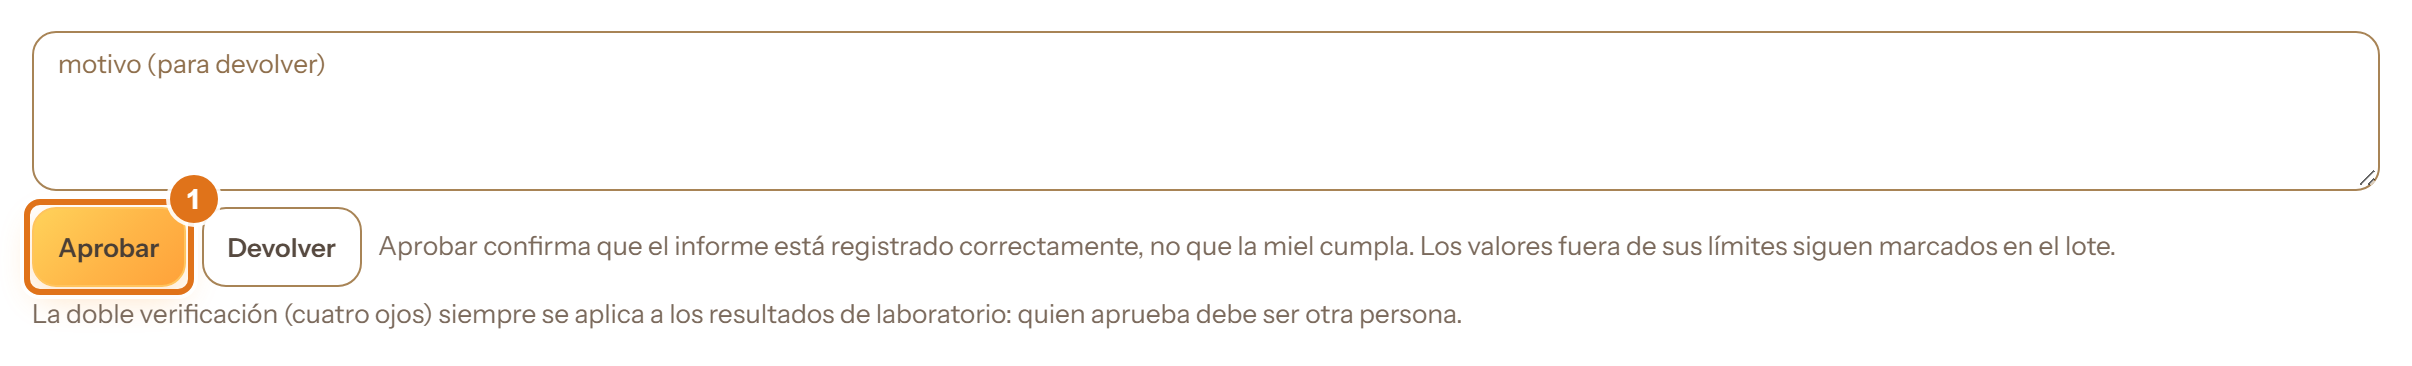 motivo (para devolver)
1
Aprobar Devolver Aprobar confirma que el informe está registrado correctamente, no que la miel cumpla. Los valores fuera de sus límites siguen marcados en el lote.
La doble verificación (cuatro ojos) siempre se aplica a los resultados de laboratorio: quien aprueba debe ser otra persona.